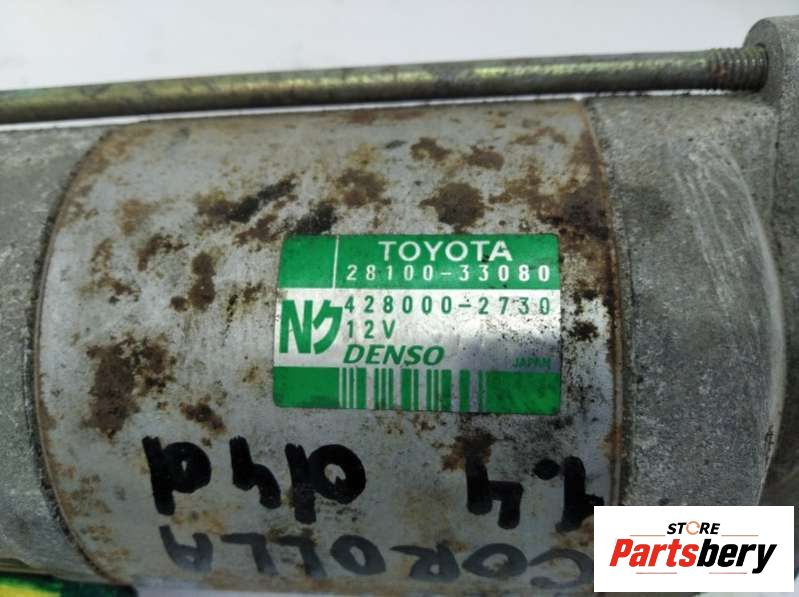 TOYOTA
28100-33080
Nク 428000-2730
12V
DENSO
JAPAN
1.4 d4d
COROLLA
STORE
Partsbery